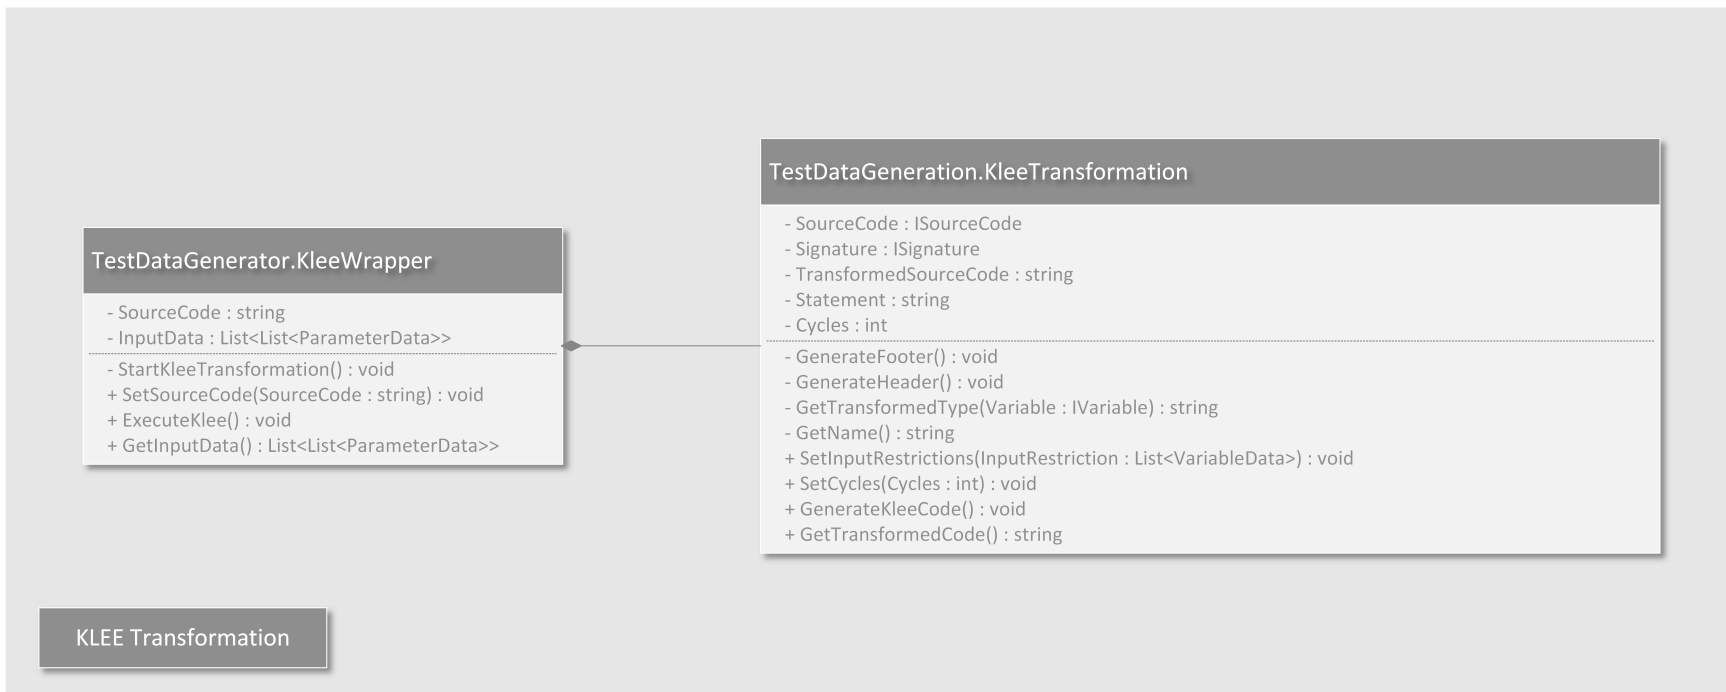 TestDataGenerator.KleeWrapper
- SourceCode : string
- InputData : List<List<ParameterData>>
- StartKleeTransformation() : void
+ SetSourceCode(SourceCode : string) : void
+ ExecuteKlee() : void
+ GetInputData() : List<List<ParameterData>>
TestDataGeneration.KleeTransformation
- SourceCode : ISourceCode
- Signature : ISignature
- TransformedSourceCode : string
- Statement : string
- Cycles : int
- GenerateFooter() : void
- GenerateHeader() : void
- GetTransformedType(Variable : IVariable) : string
- GetName() : string
+ SetInputRestrictions(InputRestriction : List<VariableData>) : void
+ SetCycles(Cycles : int) : void
+ GenerateKleeCode() : void
+ GetTransformedCode() : string
KLEE Transformation